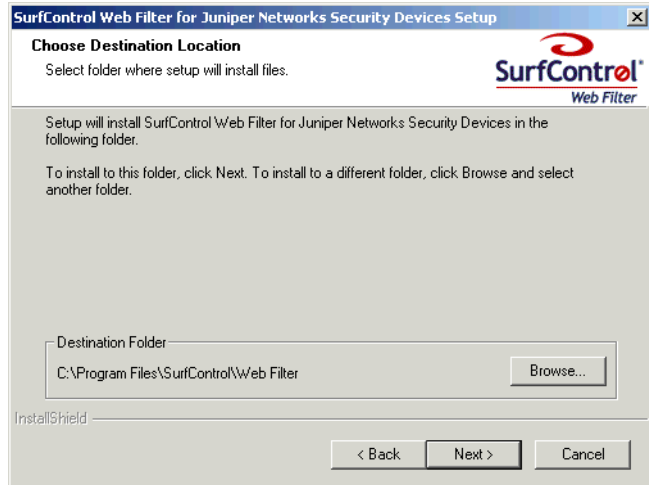 SurfControl Web Filter for Juniper Networks Security Devices Setup
Choose Destination Location
Select folder where setup will install files.
SurfControl
Web Filter
Setup will install SurfControl Web Filter for Juniper Networks Security Devices in the
following folder.
To install to this folder, click Next. To install to a different folder, click Browse and select
another folder.
Destination Folder
C:\Program Files\SurfControl\Web Filter
Browse...
InstallShield
< Back
Next >
Cancel